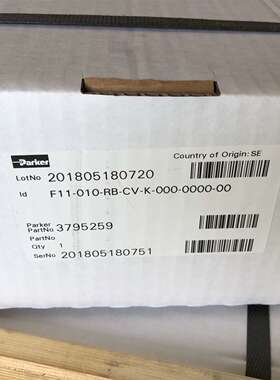 Parker
Country of Origin: SE
LotNo 201805180720
Id F11-010-RB-CV-K-000-0000-00
Parker
PartNo 3795259
PartNo
Qty 1
SerNo 201805180751